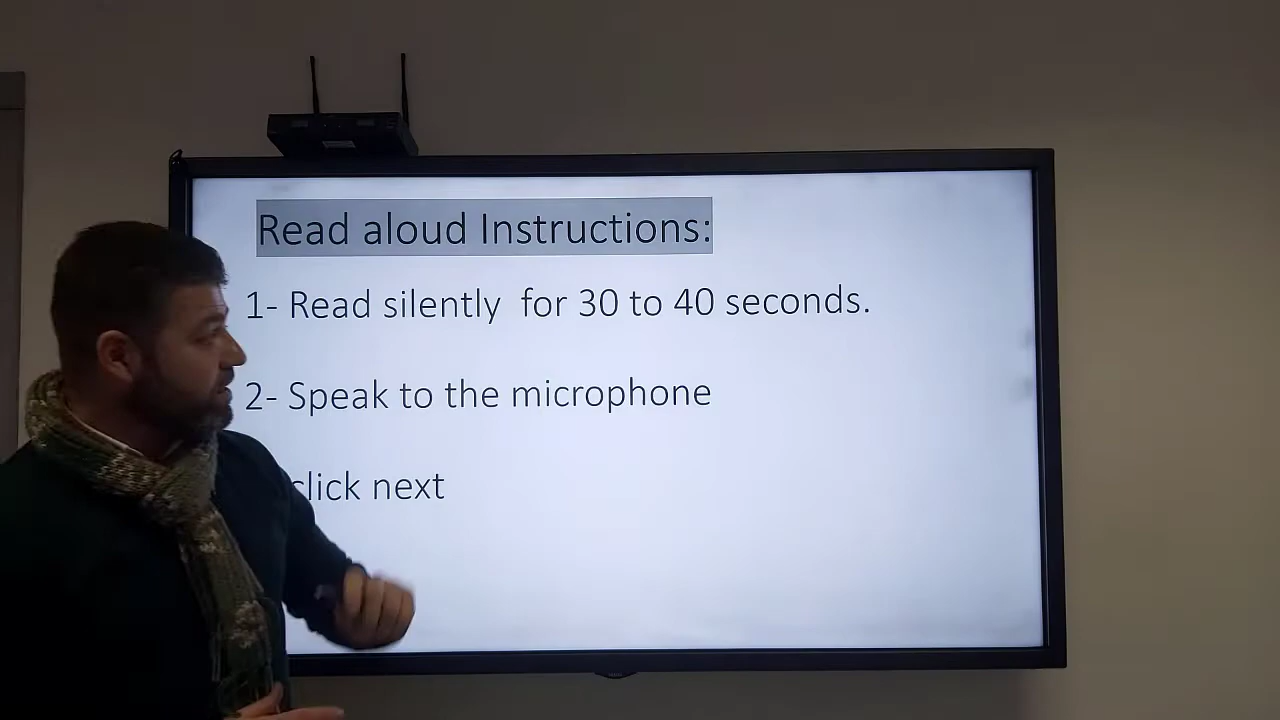 Read aloud Instructions:
1- Read silently for 30 to 40 seconds.
2- Speak to the microphone
click next